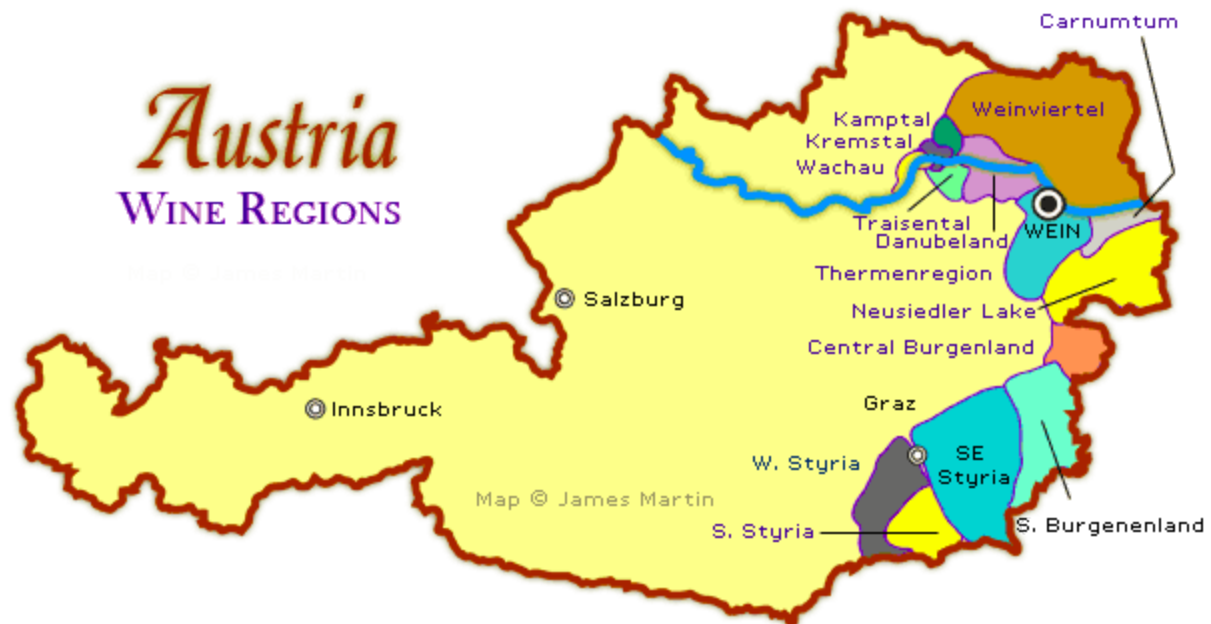 Carnumtum
Austria
WINE REGIONS
Weinviertel
Kamptal
Kremstal
Wachau
Traisental
Danubeland
WEIN
Thermenregion
Salzburg
Neusiedler Lake
Central Burgenland
Innsbruck
Graz
W. Styria
SE
Styria
Map © James Martin
S. Styria
S. Burgenenland